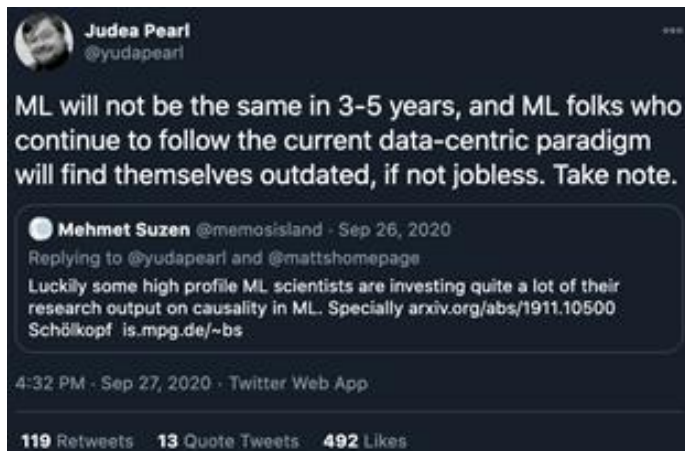 Judea Pearl
@yudapearl
ML will not be the same in 3-5 years, and ML folks who
continue to follow the current data-centric paradigm
will find themselves outdated, if not jobless. Take note.
Mehmet Suzen @memosisland · Sep 26, 2020
Replying to @yudapearl and @mattshomepage
Luckily some high profile ML scientists are investing quite a lot of their
research output on causality in ML. Specially arxiv.org/abs/1911.10500
Schölkopf is.mpg.de/~bs
4:32 PM · Sep 27, 2020 · Twitter Web App
119 Retweets 13 Quote Tweets 492 Likes